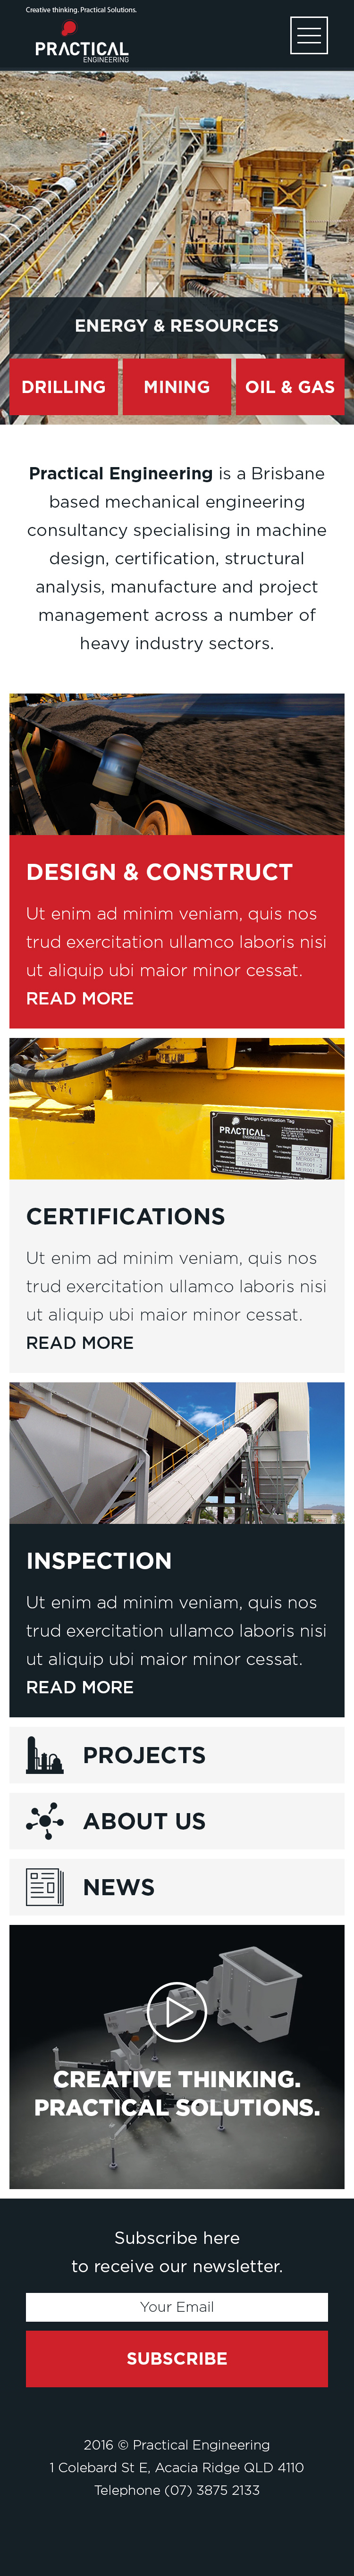 Creative thinking. Practical Solutions.
PRACTICAL
ENGINEERING
ENERGY & RESOURCES
DRILLING
MINING
OIL & GAS
Practical Engineering is a Brisbane
based mechanical engineering
consultancy specialising in machine
design, certification, structural
analysis, manufacture and project
management across a number of
heavy industry sectors.
DESIGN & CONSTRUCT
Ut enim ad minim veniam, quis nos
trud exercitation ullamco laboris nisi
ut aliquip ubi maior minor cessat.
READ MORE
Design Certification Tag
PRACTICAL
ENGINEERING
CERTIFICATIONS
Ut enim ad minim veniam, quis nos
trud exercitation ullamco laboris nisi
ut aliquip ubi maior minor cessat.
READ MORE
INSPECTION
Ut enim ad minim veniam, quis nos
trud exercitation ullamco laboris nisi
ut aliquip ubi maior minor cessat.
READ MORE
PROJECTS
ABOUT US
NEWS
CREATIVE THINKING.
PRACTICAL SOLUTIONS.
Subscribe here
to receive our newsletter.
Your Email
SUBSCRIBE
2016 © Practical Engineering
1 Colebard St E, Acacia Ridge QLD 4110
Telephone (07) 3875 2133